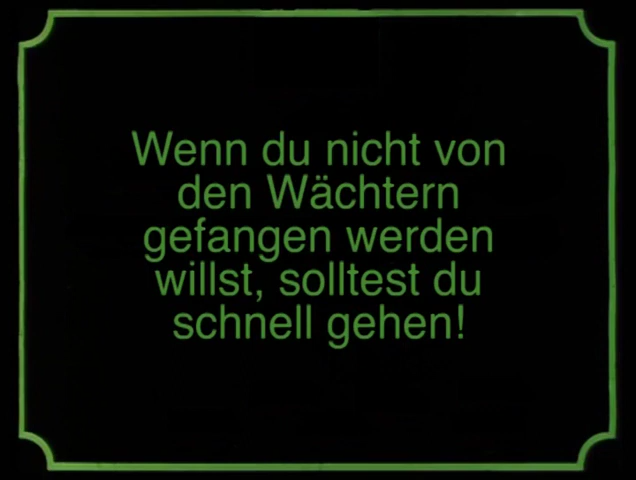 Wenn du nicht von
den Wächtern
gefangen werden
willst, solltest du
schnell gehen!